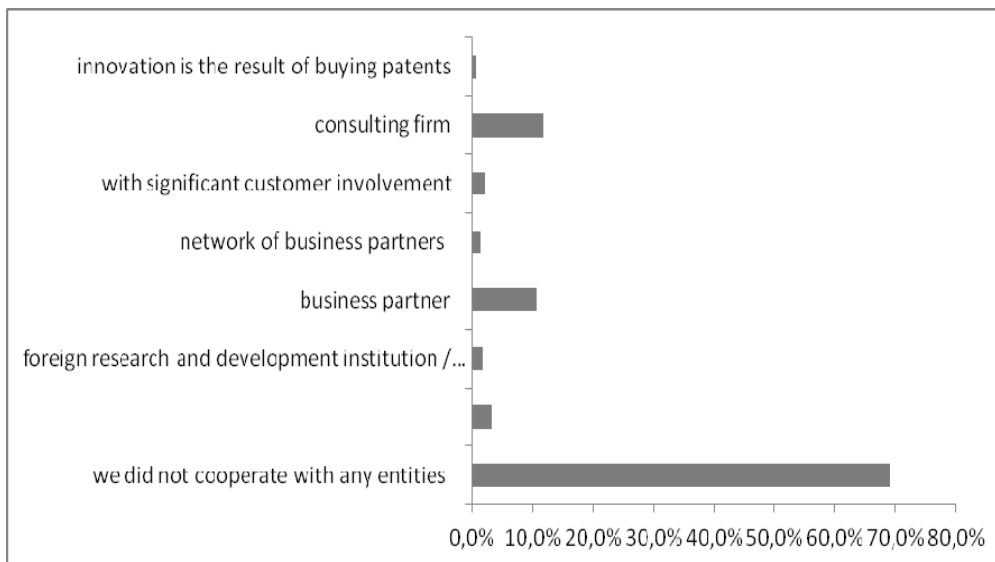 innovation is the result of buying patents
consulting firm
with significant customer involvement
network of business partners
business partner
foreign research and development institution /...
we did not cooperate with any entities
0,0% 10,0% 20,0% 30,0% 40,0% 50,0% 60,0% 70,0% 80,0%